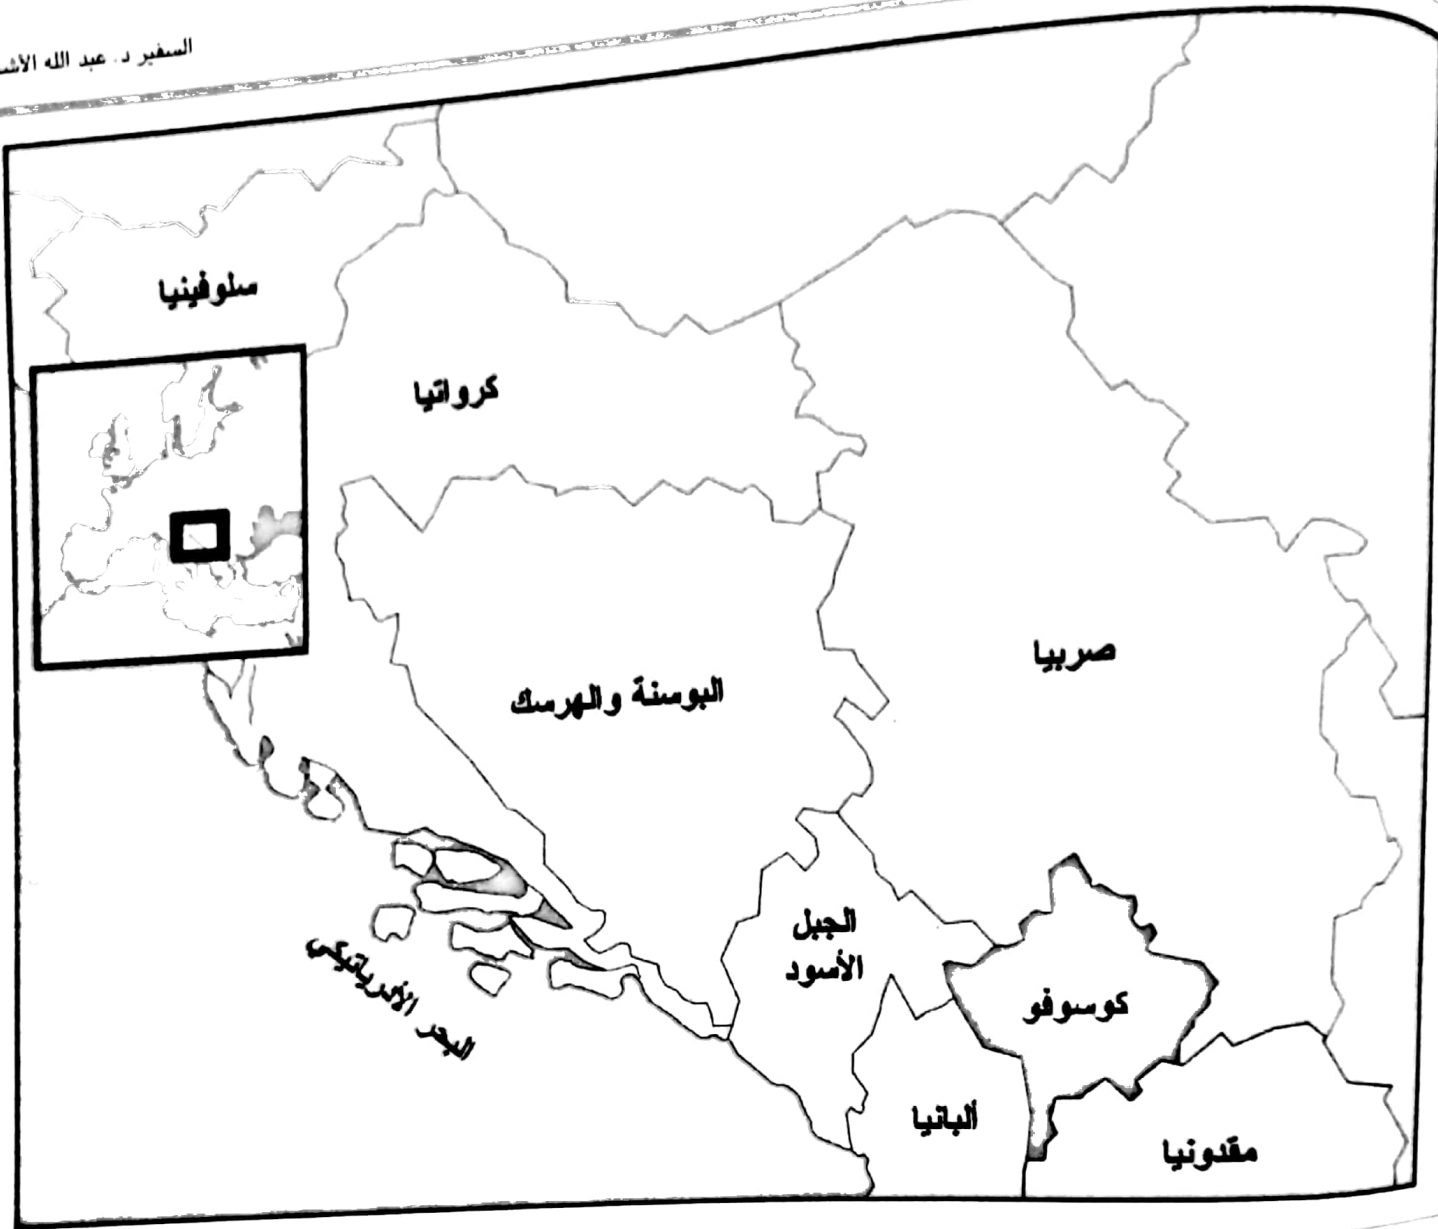 السفير د. عبد الله
سلوفينيا
كرواتيا
البوسنة والهرسك
صربيا
الجبل
الأسود
كوسوفو
ألبانيا
مقدونيا
البحر الأدرياتيكي